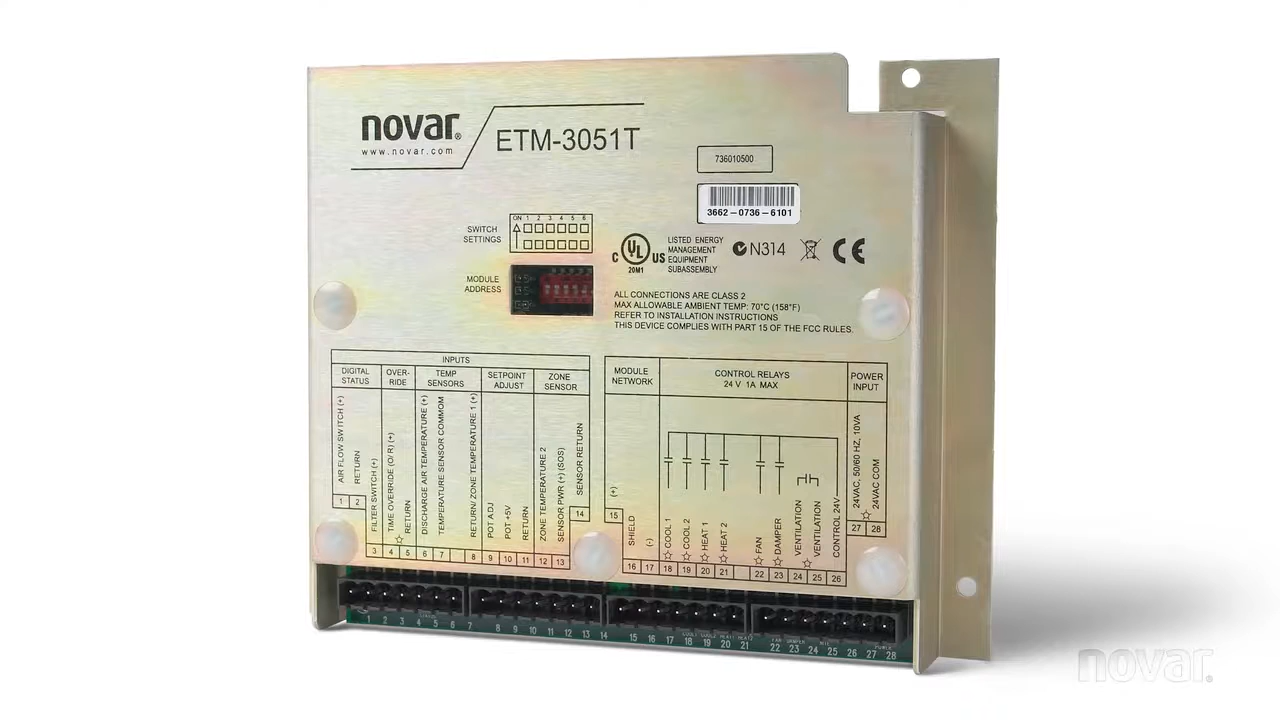 novar®
www.novar.com
ETM-3051T
736010500
3662-0736-6101
SWITCH
SETTINGS
ON 1 2 3 4 5 6
MODULE
ADDRESS
C UL US
20M1
LISTED ENERGY
MANAGEMENT
EQUIPMENT
SUBASSEMBLY
N314
CE
ALL CONNECTIONS ARE CLASS 2
MAX ALLOWABLE AMBIENT TEMP: 70°C (158°F)
REFER TO INSTALLATION INSTRUCTIONS
THIS DEVICE COMPLIES WITH PART 15 OF THE FCC RULES.
INPUTS
DIGITAL
STATUS
OVER-
RIDE
TEMP
SENSORS
SETPOINT
ADJUST
ZONE
SENSOR
AIR FLOW SWITCH (+)
RETURN
FILTER SWITCH (+)
TIME OVERRIDE (O/R) (+)
☆ RETURN
DISCHARGE AIR TEMPERATURE (+)
TEMPERATURE SENSOR COMMOM
RETURN/ ZONE TEMPERATURE 1 (+)
POT ADJ
POT +5V
RETURN
ZONE TEMPERATURE 2
SENSOR PWR (+) (SOS)
SENSOR RETURN
1 2
3 4 5 6 7 8 9 10 11 12 13
14
MODULE
NETWORK
CONTROL RELAYS
24 V 1A MAX
POWER
INPUT
(+)
SHIELD
(-)
☆ COOL 1
☆ COOL 2
☆ HEAT 1
☆ HEAT 2
☆ FAN
☆ DAMPER
VENTILATION
☆ VENTILATION
CONTROL 24V
24VAC, 50/60 HZ, 10VA
☆ 24VAC COM
15
16 17 18 19 20 21 22 23 24 25 26
27 28
1 2 3 4 5 6 7 8 9 10 11 12 13 14 15 16 17 18 19 20 21 22 23 24 25 26 27 28
novar®